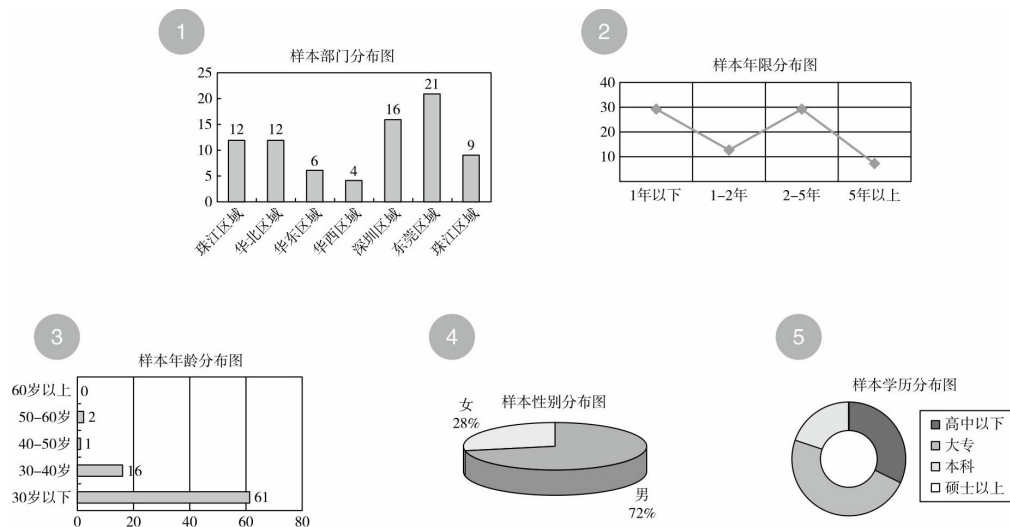 1
样本部门分布图
25
20
15
10
5
0
12
12
6
4
16
21
9
珠江区域
华北区域
华东区域
华西区域
深圳区域
东莞区域
珠江区域
2
样本年限分布图
40
30
20
10
1年以下
1-2年
2-5年
5年以上
3
样本年龄分布图
60岁以上
0
50-60岁
2
40-50岁
1
30-40岁
16
30岁以下
61
0 20 40 60 80
4
样本性别分布图
女
28%
男
72%
5
样本学历分布图
高中以下
大专
本科
硕士以上